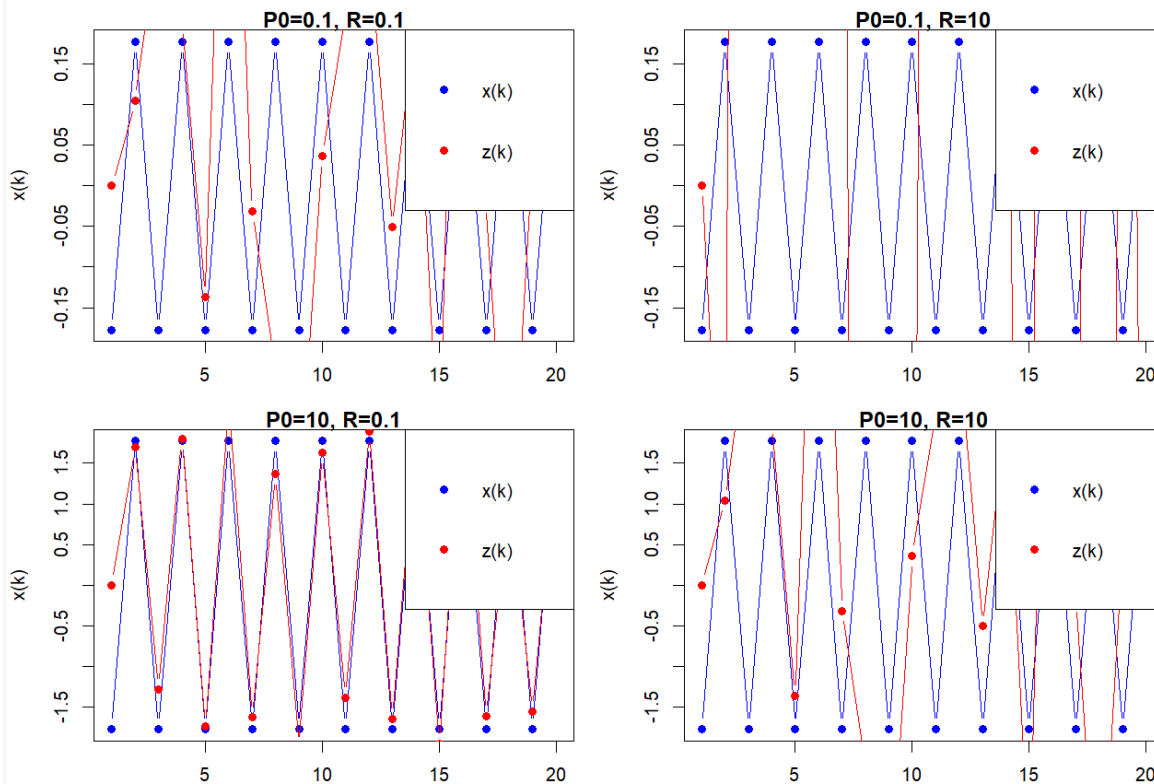 P0=0.1, R=0.1
x(k)
0.15
0.05
-0.05
-0.15
x(k)
z(k)
5
10
15
20
P0=0.1, R=10
x(k)
0.15
0.05
-0.05
-0.15
x(k)
z(k)
5
10
15
20
P0=10, R=0.1
x(k)
1.5
1.0
0.5
-0.5
-1.5
x(k)
z(k)
5
10
15
20
P0=10, R=10
x(k)
1.5
1.0
0.5
-0.5
-1.5
x(k)
z(k)
5
10
15
20